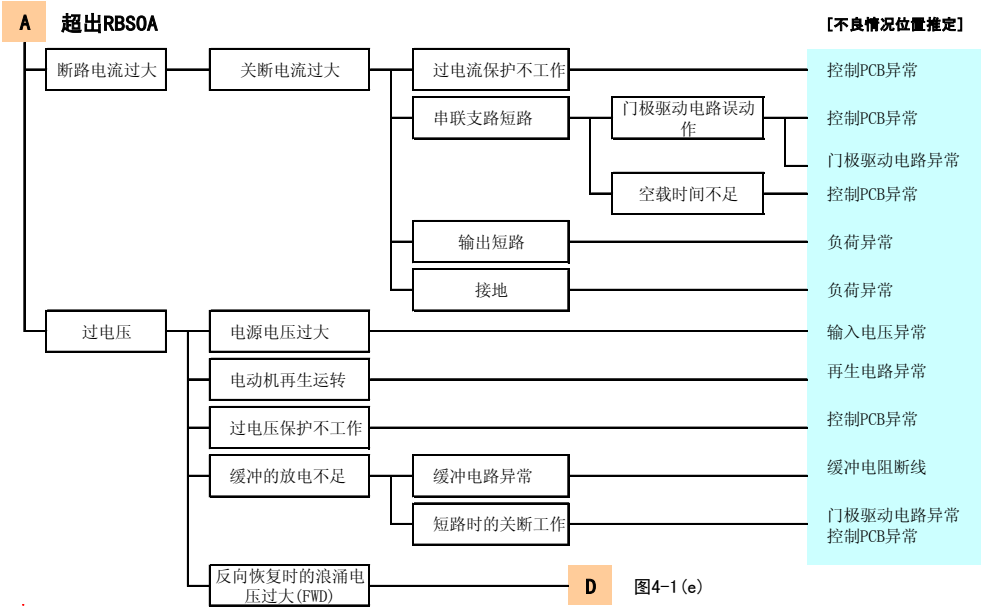 A 超出RBSOA [不良情况位置推定]
断路电流过大 关断电流过大 过电流保护不工作 控制PCB异常
串联支路短路 门极驱动电路误动
作 控制PCB异常
门极驱动电路异常
空载时间不足 控制PCB异常
输出短路 负荷异常
接地 负荷异常
过电压 电源电压过大 输入电压异常
电动机再生运转 再生电路异常
过电压保护不工作 控制PCB异常
缓冲的放电不足 缓冲电路异常 缓冲电阻断线
短路时的关断工作 门极驱动电路异常
控制PCB异常
反向恢复时的浪涌电
压过大(FWD) D 图4-1(e)